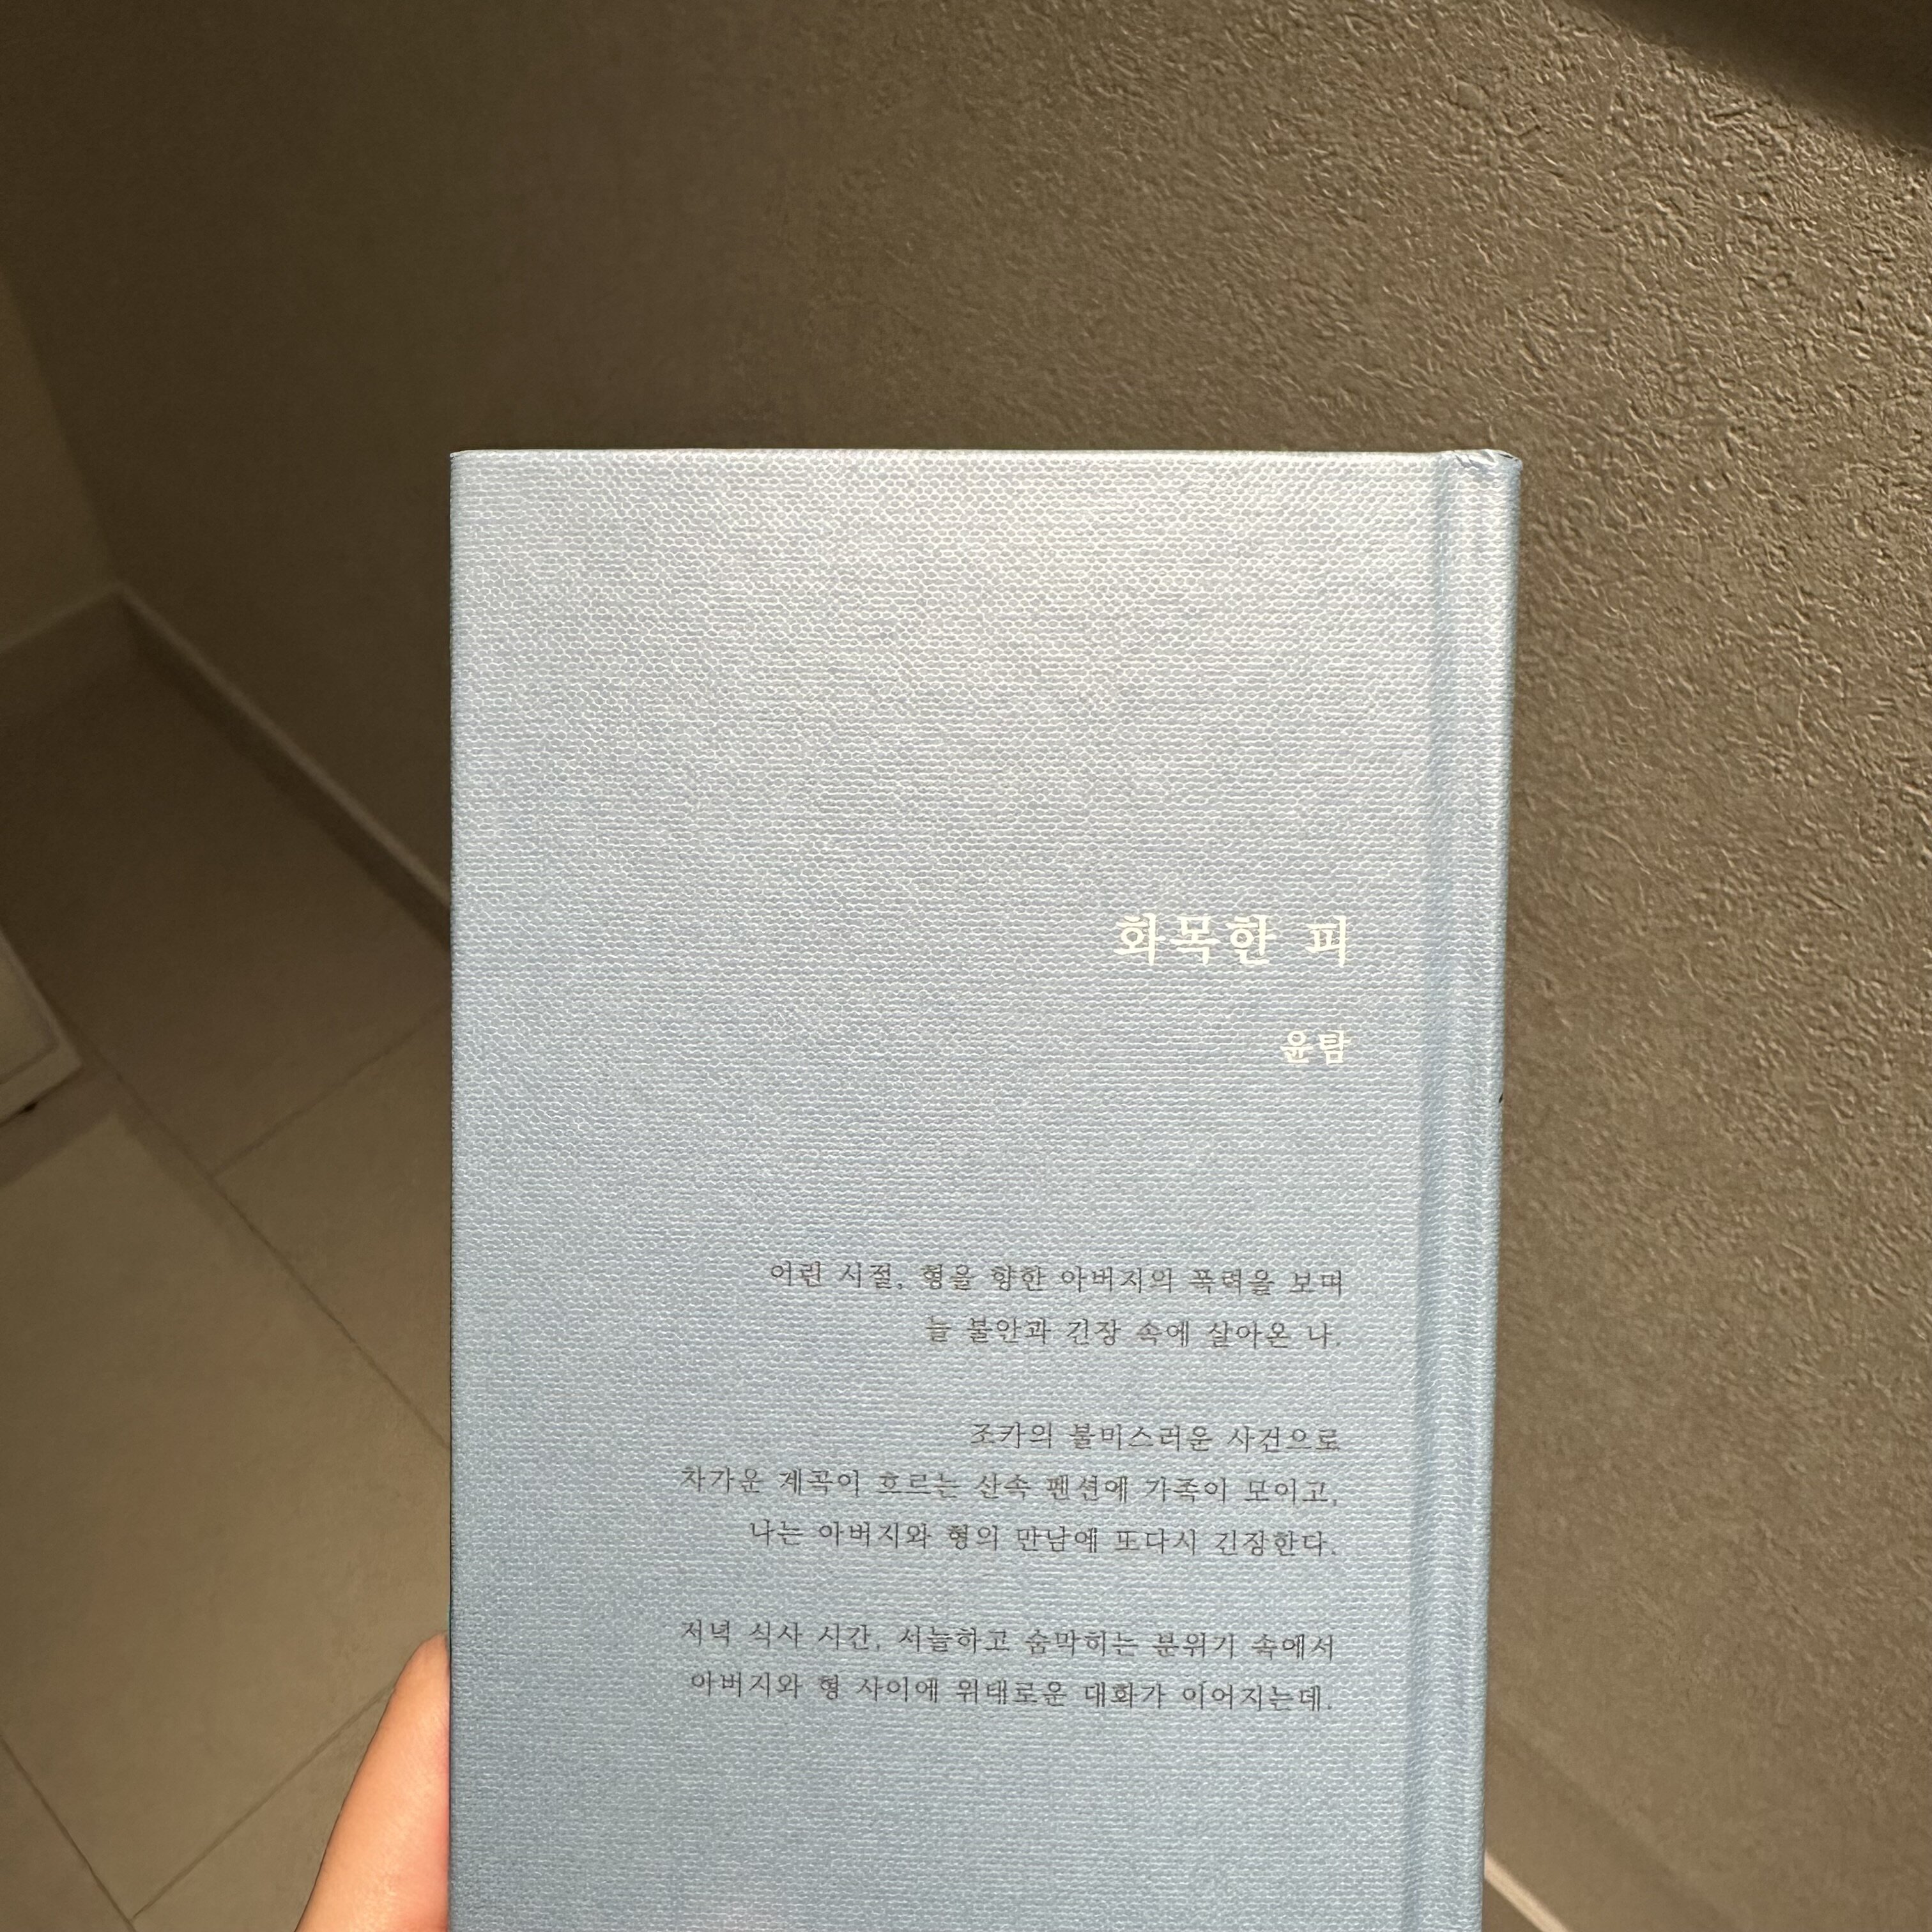 화목한 피
윤탐
어린 시절, 형을 향한 아버지의 폭력을 보며
늘 불안과 긴장 속에 살아온 나.
조카의 불미스러운 사건으로
차가운 계곡이 흐르는 산속 펜션에 가족이 모이고,
나는 아버지와 형의 만남에 또다시 긴장한다.
저녁 식사 시간, 서늘하고 숨막히는 분위기 속에서
아버지와 형 사이에 위태로운 대화가 이어지는데.